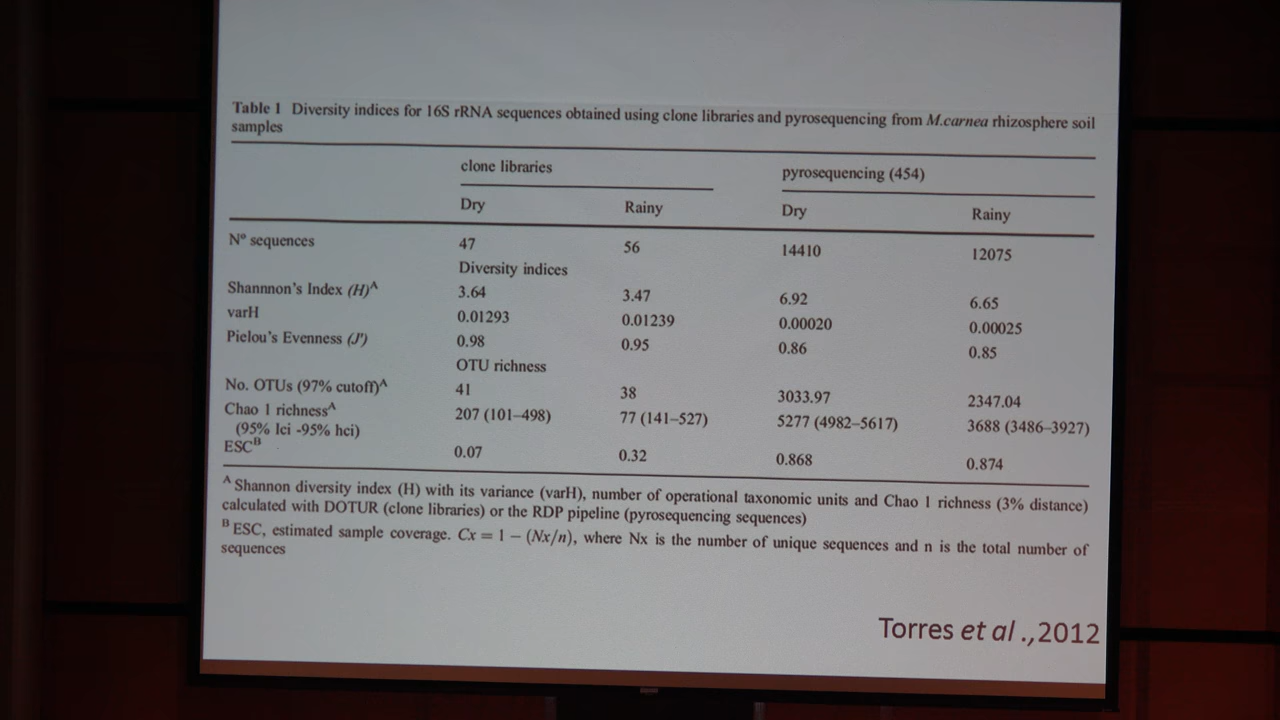 Table 1 Diversity indices for 16S rRNA sequences obtained using clone libraries and pyrosequencing from M.carnea rhizosphere soil
samples
clone libraries pyrosequencing (454)
Dry Rainy Dry Rainy
Nº sequences 47 56 14410 12075
Diversity indices
Shannnon's Index (H)A 3.64 3.47 6.92 6.65
varH 0.01293 0.01239 0.00020 0.00025
Pielou's Evenness (J') 0.98 0.95 0.86 0.85
OTU richness
No. OTUs (97% cutoff)A 41 38 3033.97 2347.04
Chao 1 richnessA 207 (101–498) 77 (141–527) 5277 (4982–5617) 3688 (3486–3927)
(95% lci -95% hci)
ESCB 0.07 0.32 0.868 0.874
A Shannon diversity index (H) with its variance (varH), number of operational taxonomic units and Chao 1 richness (3% distance)
calculated with DOTUR (clone libraries) or the RDP pipeline (pyrosequencing sequences)
B ESC, estimated sample coverage. Cx = 1 – (Nx/n), where Nx is the number of unique sequences and n is the total number of
sequences
Torres et al .,2012